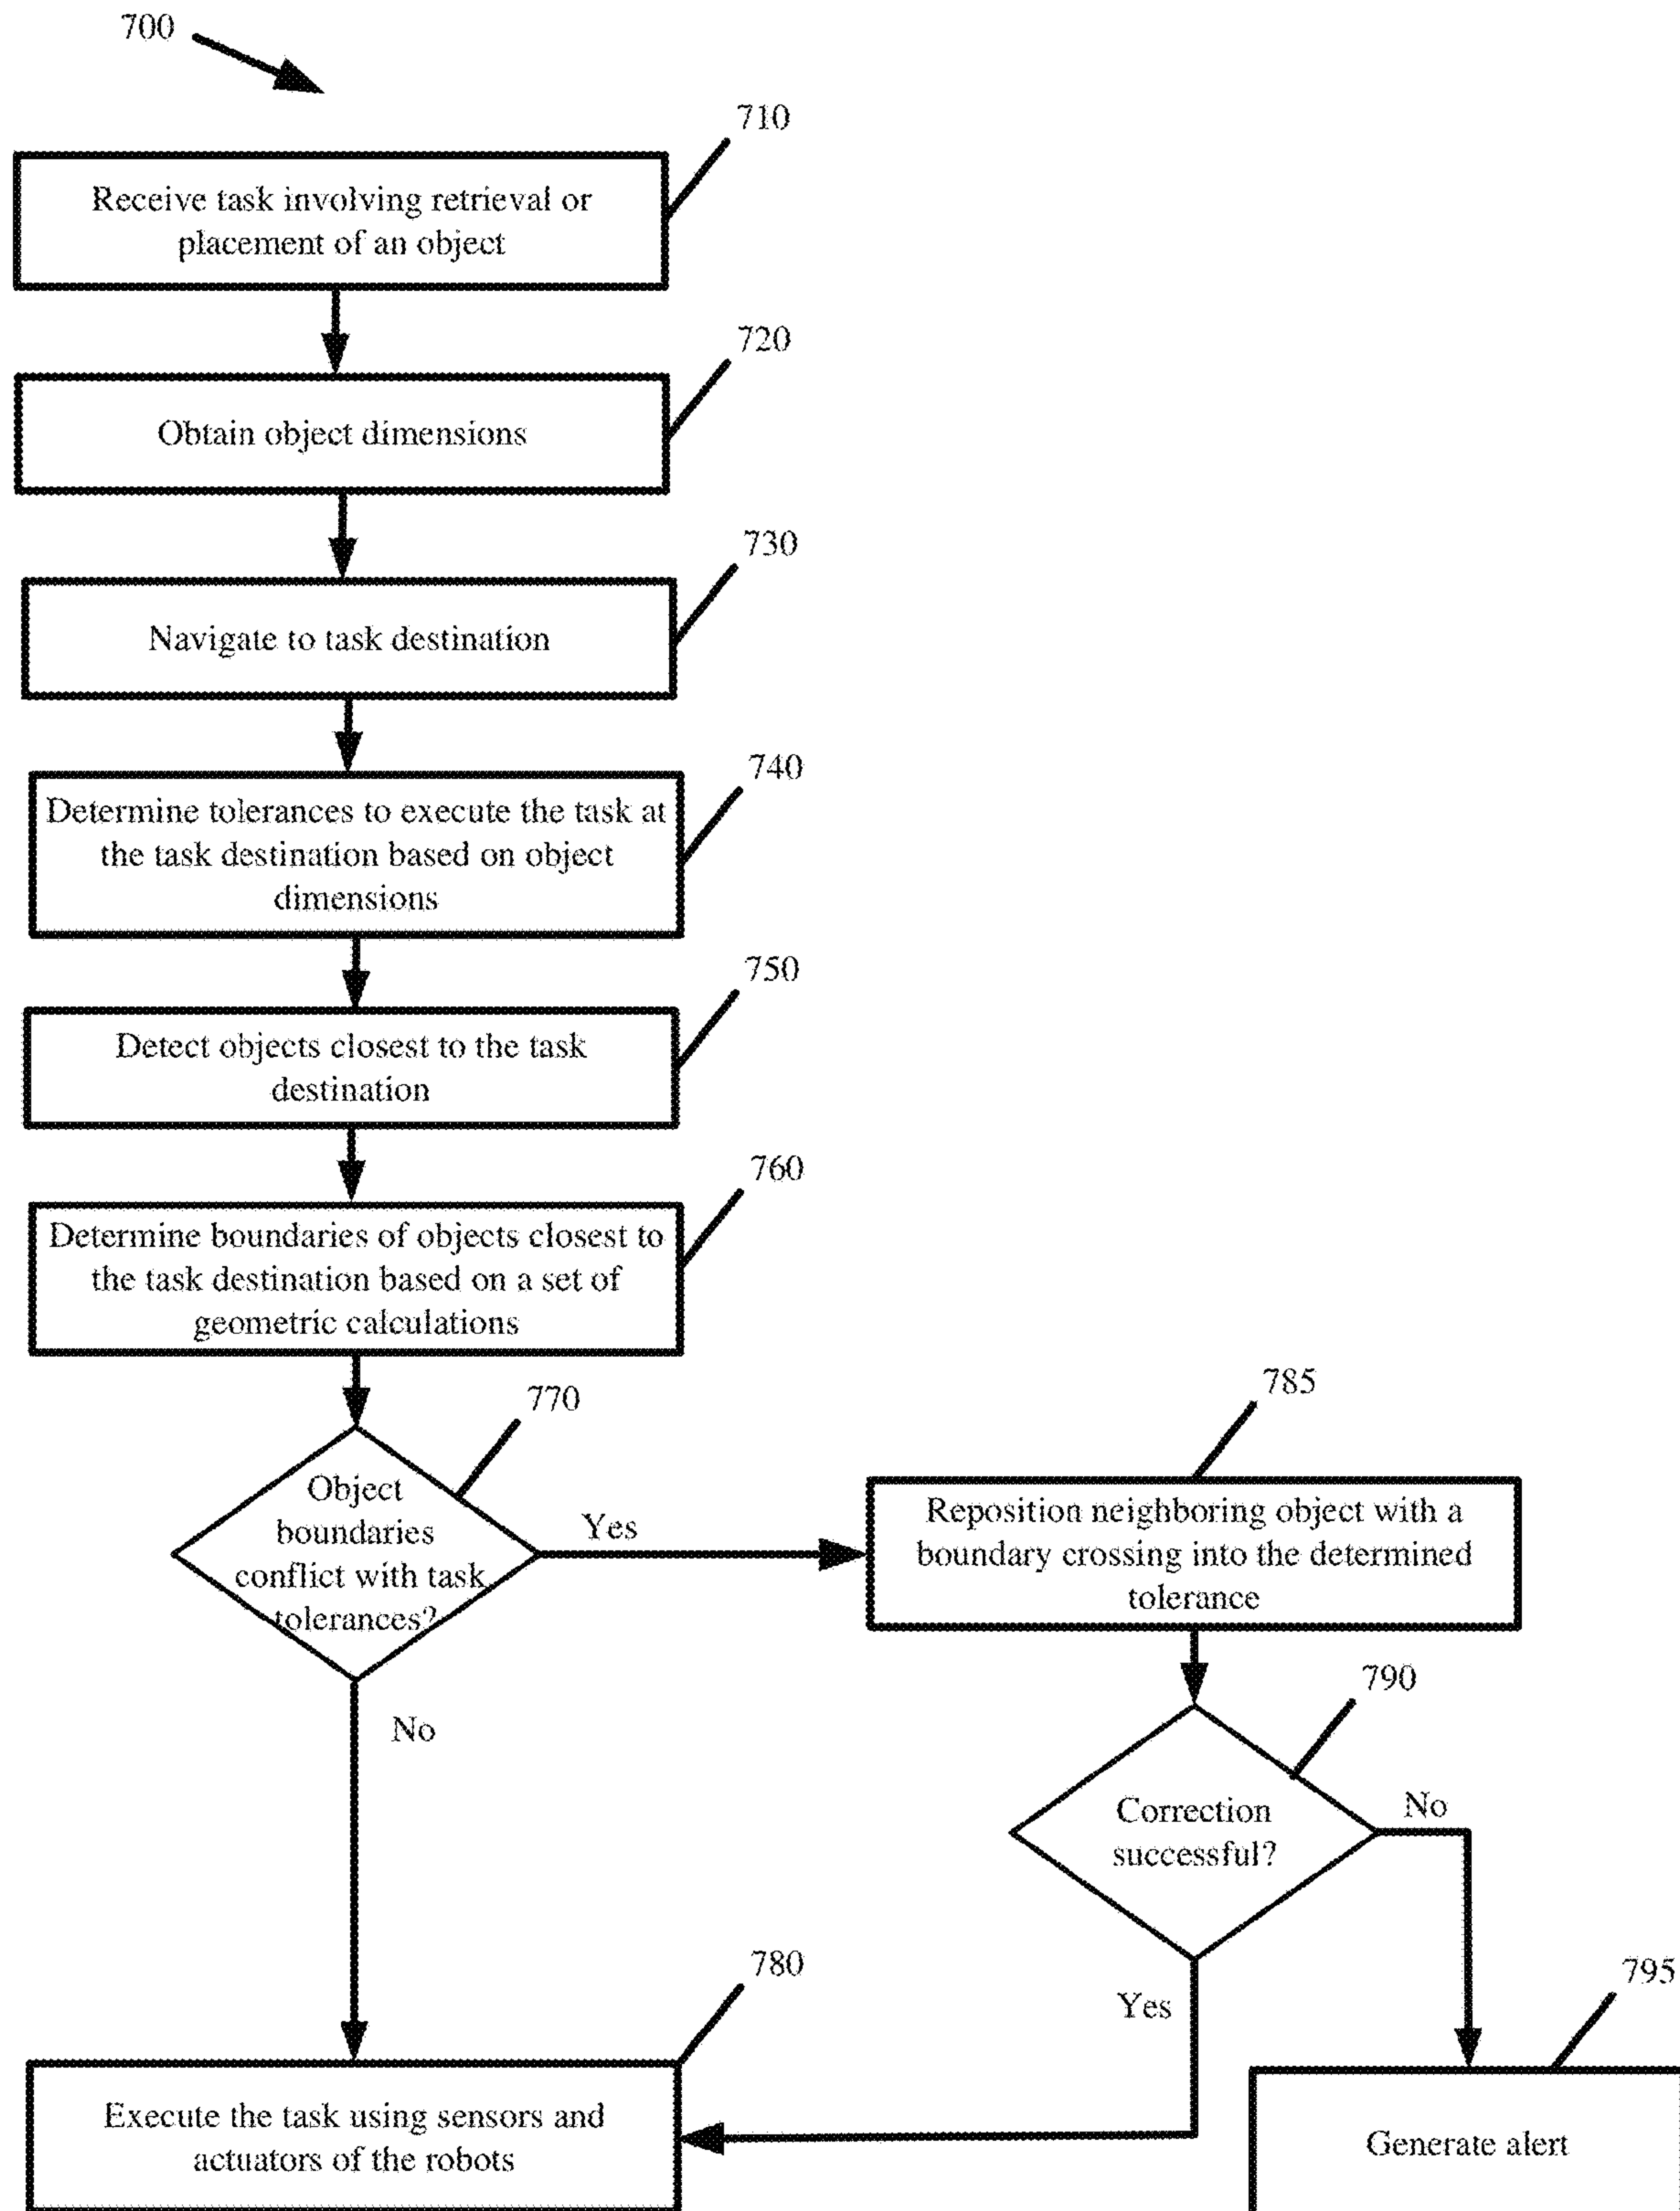 700
710
Receive task involving retrieval or
placement of an object
720
Obtain object dimensions
730
Navigate to task destination
740
Determine tolerances to execute the task at
the task destination based on object
dimensions
750
Detect objects closest to the task
destination
760
Determine boundaries of objects closest to
the task destination based on a set of
geometric calculations
770
Object
boundaries
conflict with task
tolerances?
Yes
785
Reposition neighboring object with a
boundary crossing into the determined
tolerance
790
Correction
successful?
No
No
Yes
780
Execute the task using sensors and
actuators of the robots
795
Generate alert